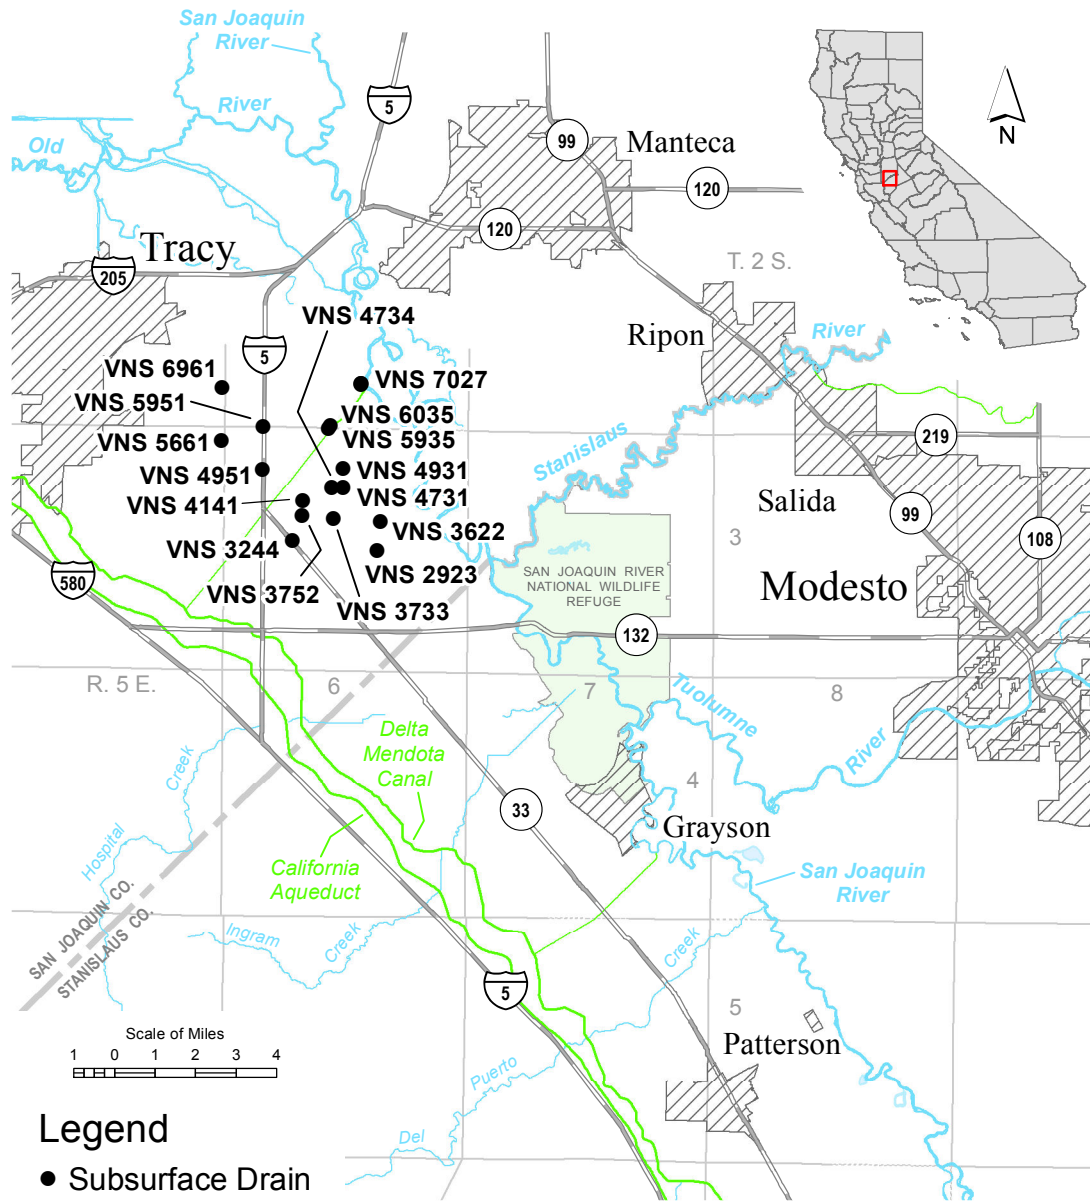 San Joaquin
River
River
Old
5
99
Manteca
120
120
N
Tracy
205
T. 2 S.
VNS 4734
Ripon
River
5
VNS 6961
VNS 7027
VNS 5951
VNS 6035
VNS 5661
VNS 5935
219
Stanislaus
VNS 4951
VNS 4931
VNS 4141
VNS 4731
Salida
99
VNS 3622
3
108
VNS 3244
VNS 2923
580
VNS 3752
VNS 3733
SAN JOAQUIN RIVER
NATIONAL WILDLIFE
REFUGE
Modesto
132
R. 5 E.
6
7
8
Tuolumne
River
Delta
Mendota
Canal
Creek
4
33
Grayson
Hospital
California
Aqueduct
San Joaquin
River
SAN JOAQUIN CO.
STANISLAUS CO.
Ingram
Creek
Creek
5
5
Patterson
Scale of Miles
1 0 1 2 3 4
Puerto
Del
Legend
Subsurface Drain